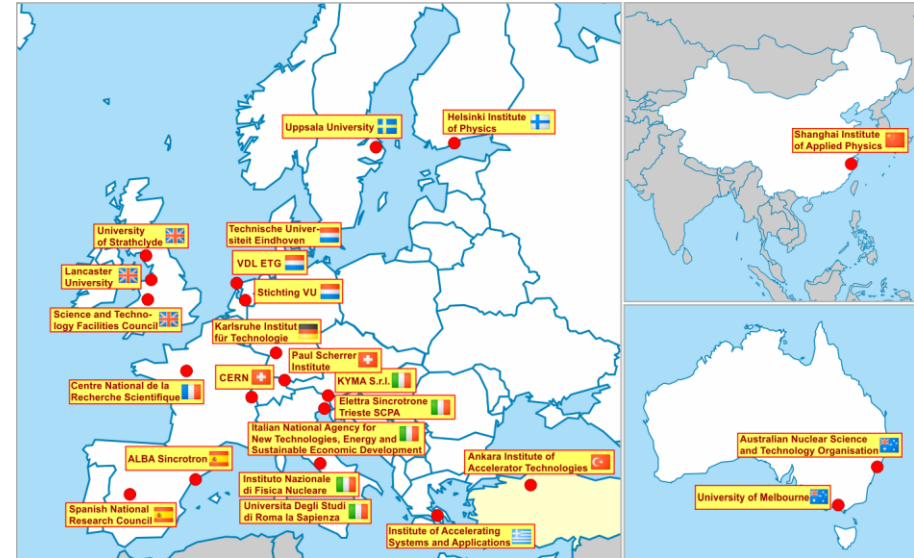 Uppsala University
Helsinki Institute
of Physics
Shanghai Institute
of Applied Physics
University
of Strathclyde
Technische Univer-
siteit Eindhoven
VDL ETG
Lancaster
University
Stichting VU
Science and Techno-
logy Facilities Council
Karlsruhe Institut
für Technologie
Paul Scherrer
Institute
CERN
KYMA S.r.l.
Centre National de la
Recherche Scientifique
Elettra Sincrotrone
Trieste SCPA
Italian National Agency for
New Technologies, Energy and
Sustainable Economic Development
ALBA Sincrotron
Ankara Institute of
Accelerator Technologies
Instituto Nazionale
di Fisica Nucleare
Spanish National
Research Council
Universita Degli Studi
di Roma la Sapienza
Institute of Accelerating
Systems and Applications
Australian Nuclear Science
and Technology Organisation
University of Melbourne